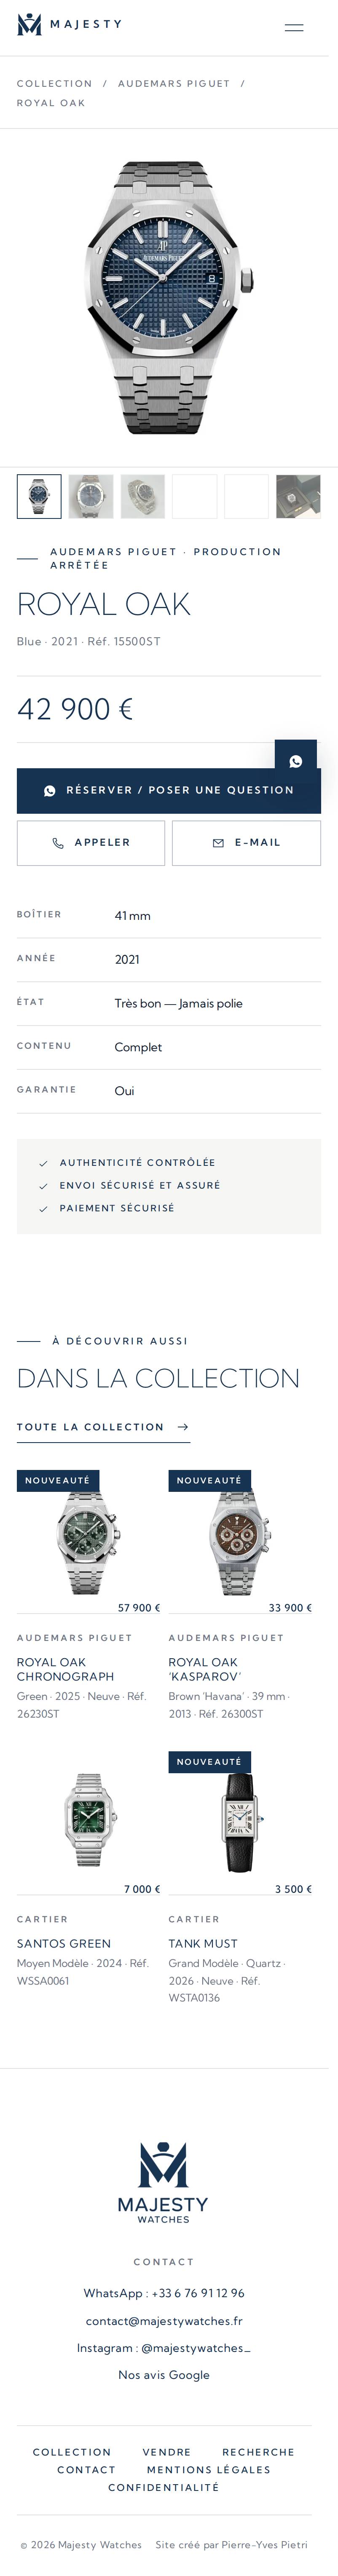 MAJESTY
COLLECTION / AUDEMARS PIGUET /
ROYAL OAK
AP
AUDEMARS PIGUET
8
AUDEMARS PIGUET · PRODUCTION
ARRÊTÉE
ROYAL OAK
Blue · 2021 · Réf. 15500ST
42 900 €
RÉSERVER / POSER UNE QUESTION
APPELER
E-MAIL
BOÎTIER 41 mm
ANNÉE 2021
ÉTAT Très bon — Jamais polie
CONTENU Complet
GARANTIE Oui
AUTHENTICITÉ CONTRÔLÉE
ENVOI SÉCURISÉ ET ASSURÉ
PAIEMENT SÉCURISÉ
À DÉCOUVRIR AUSSI
DANS LA COLLECTION
TOUTE LA COLLECTION →
NOUVEAUTÉ
57 900 €
AUDEMARS PIGUET
ROYAL OAK
CHRONOGRAPH
Green · 2025 · Neuve · Réf.
26230ST
NOUVEAUTÉ
33 900 €
AUDEMARS PIGUET
ROYAL OAK
‘KASPAROV’
Brown ‘Havana’ · 39 mm ·
2013 · Réf. 26300ST
7 000 €
CARTIER
SANTOS GREEN
Moyen Modèle · 2024 · Réf.
WSSA0061
NOUVEAUTÉ
3 500 €
CARTIER
TANK MUST
Grand Modèle · Quartz ·
2026 · Neuve · Réf.
WSTA0136
MAJESTY
WATCHES
CONTACT
WhatsApp : +33 6 76 91 12 96
contact@majestywatches.fr
Instagram : @majestywatches_
Nos avis Google
COLLECTION VENDRE RECHERCHE
CONTACT MENTIONS LÉGALES
CONFIDENTIALITÉ
© 2026 Majesty Watches Site créé par Pierre-Yves Pietri